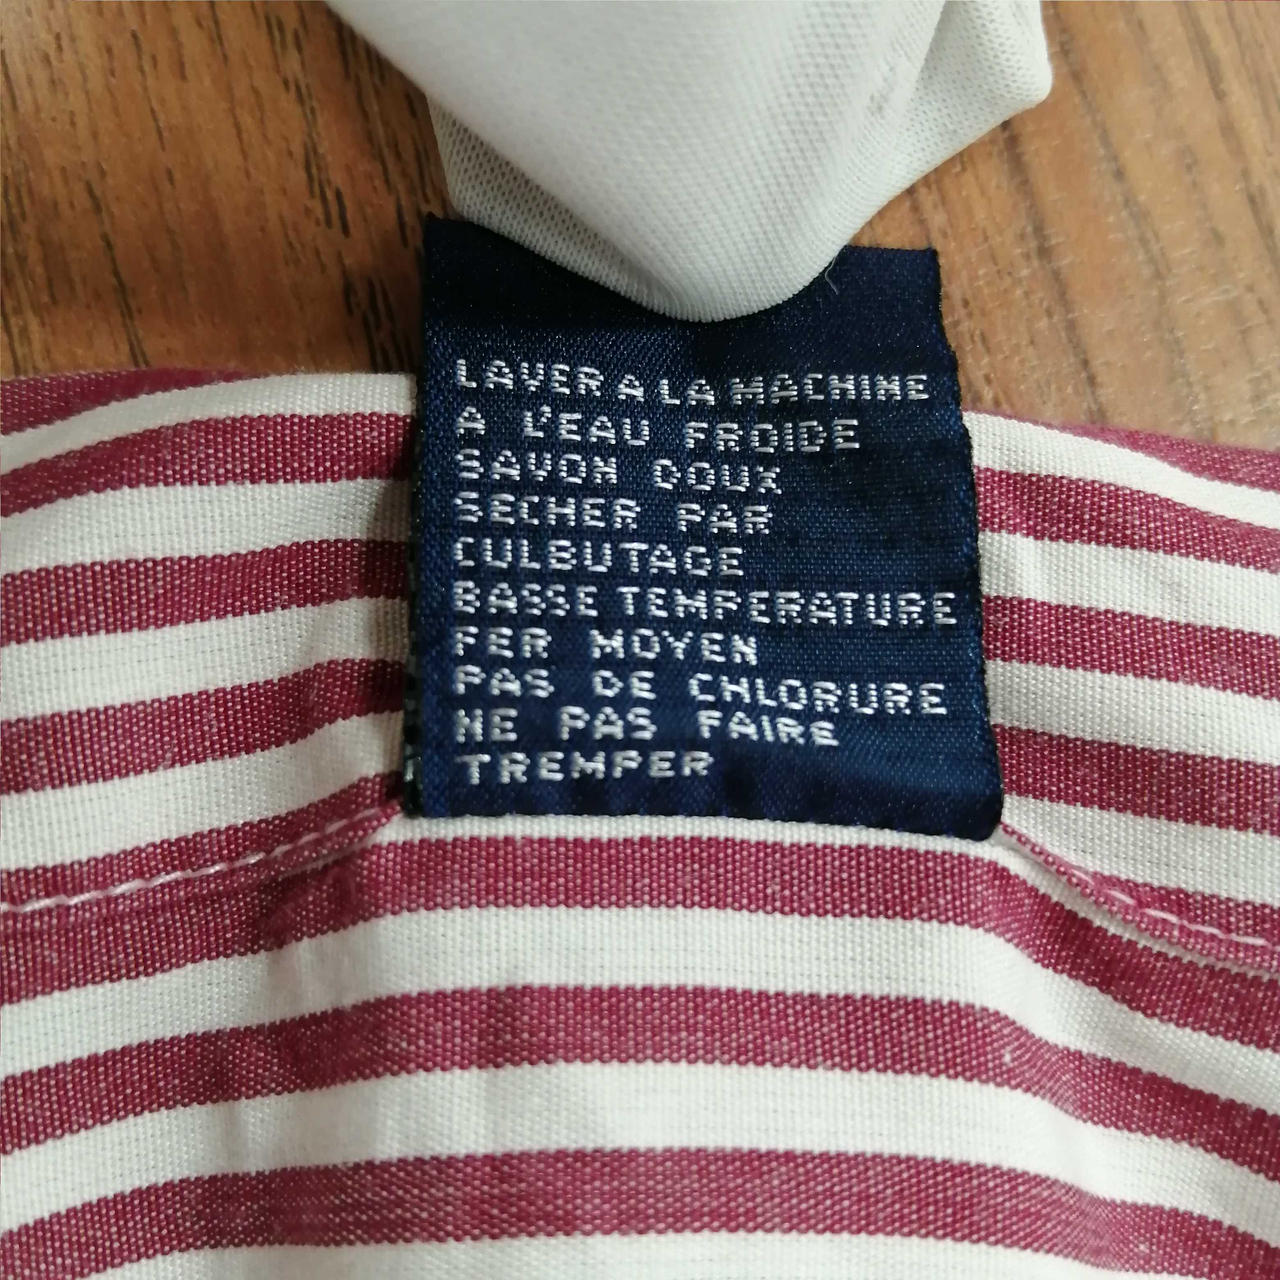 LAVER A LA MACHINE
A L'EAU FROIDE
SAVON DOUX
SECHER PAR
CULBUTAGE
BASSE TEMPERATURE
FER MOYEN
PAS DE CHLORURE
NE PAS FAIRE
TREMPER